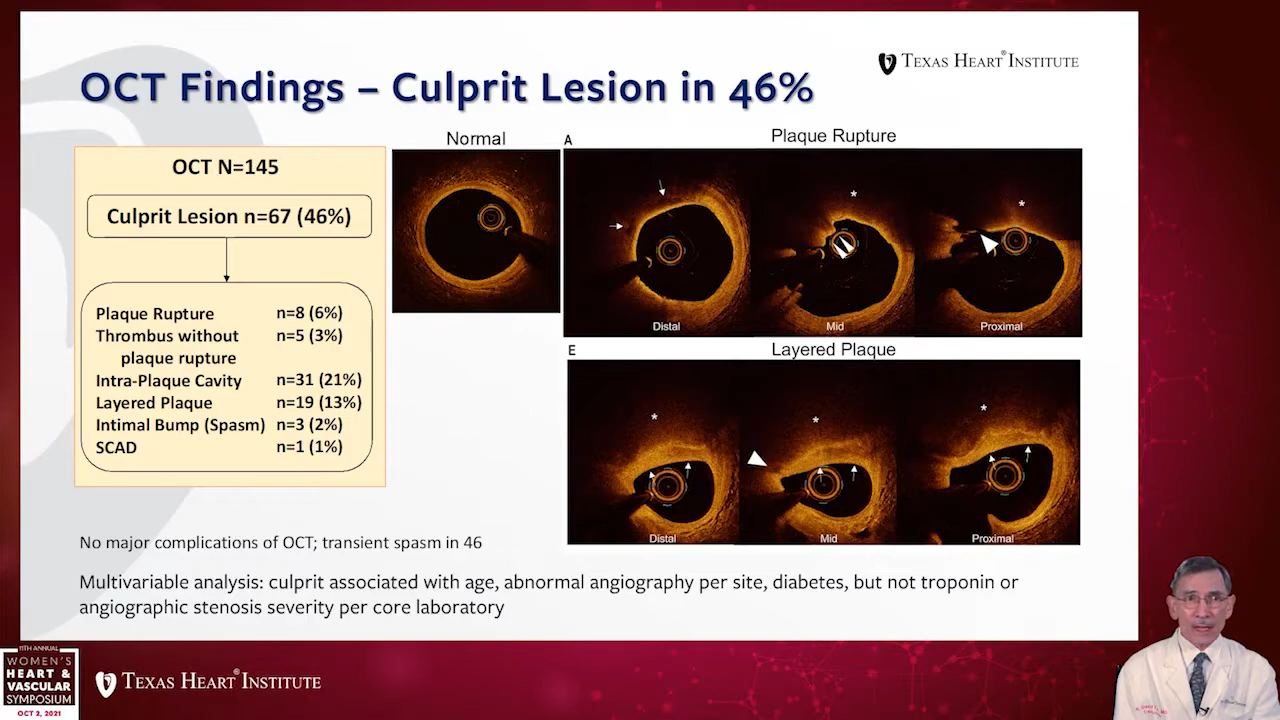 TEXAS HEART® INSTITUTE
OCT Findings – Culprit Lesion in 46%
OCT N=145
Culprit Lesion n=67 (46%)
Plaque Rupture n=8 (6%)
Thrombus without n=5 (3%)
plaque rupture
Intra-Plaque Cavity n=31 (21%)
Layered Plaque n=19 (13%)
Intimal Bump (Spasm) n=3 (2%)
SCAD n=1 (1%)
Normal
A
Plaque Rupture
* *
Distal Mid Proximal
E
Layered Plaque
* * *
Distal Mid Proximal
No major complications of OCT; transient spasm in 46
Multivariable analysis: culprit associated with age, abnormal angiography per site, diabetes, but not troponin or
angiographic stenosis severity per core laboratory
11TH ANNUAL
WOMEN'S
HEART &
VASCULAR
SYMPOSIUM
OCT 2, 2021
TEXAS HEART® INSTITUTE